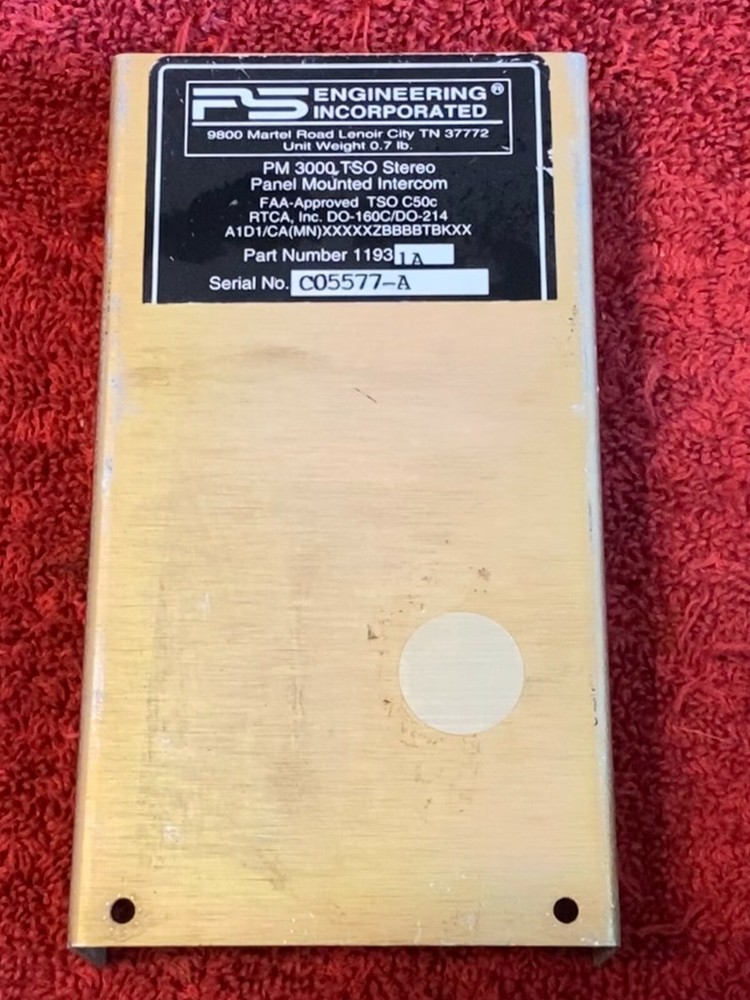 PS ENGINEERING ®
INCORPORATED
9800 Martel Road Lenoir City TN 37772
Unit Weight 0.7 lb.
PM 3000 TSO Stereo
Panel Mounted Intercom
FAA-Approved TSO C50c
RTCA, Inc. DO-160C/DO-214
A1D1/CA(MN)XXXXXZBBBBTBKXX
Part Number 11931A
Serial No. C05577-A